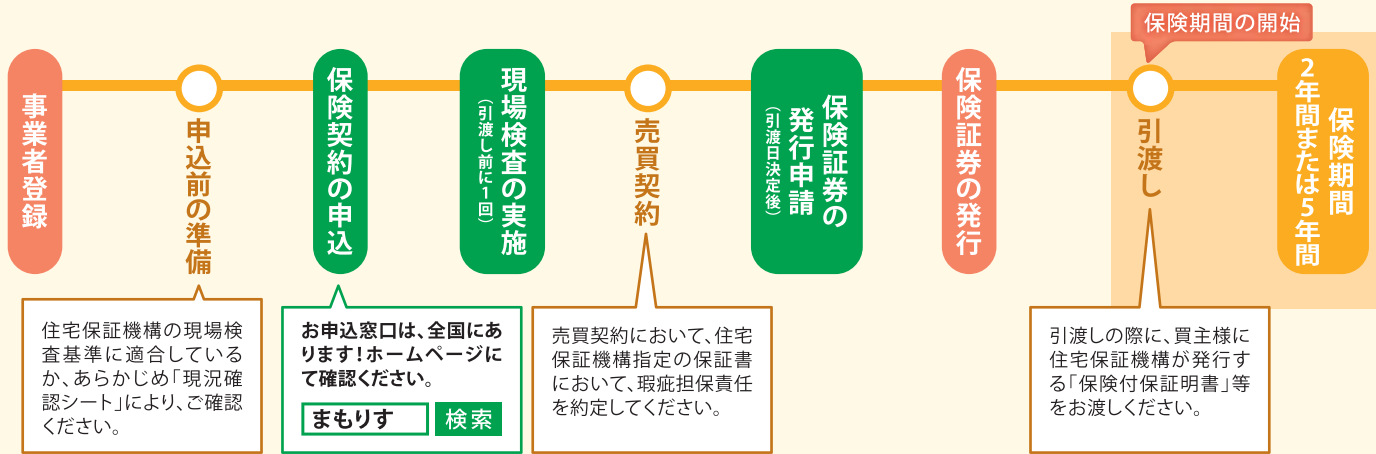 保険期間の開始
事業者登録
申込前の準備
保険契約の申込
現場検査の実施
(引渡し前に1回)
売買契約
保険証券の
発行申請
(引渡日決定後)
保険証券の発行
引渡し
保険期間
2年間または5年間
住宅保証機構の現場検
査基準に適合している
か、あらかじめ「現況確
認シート」により、ご確認
ください。
お申込窓口は、全国にあ
ります!ホームページに
て確認ください。
まもりす 検索
売買契約において、住宅
保証機構指定の保証書
において、瑕疵担保責任
を約定してください。
引渡しの際に、買主様に
住宅保証機構が発行す
る「保険付保証明書」等
をお渡しください。